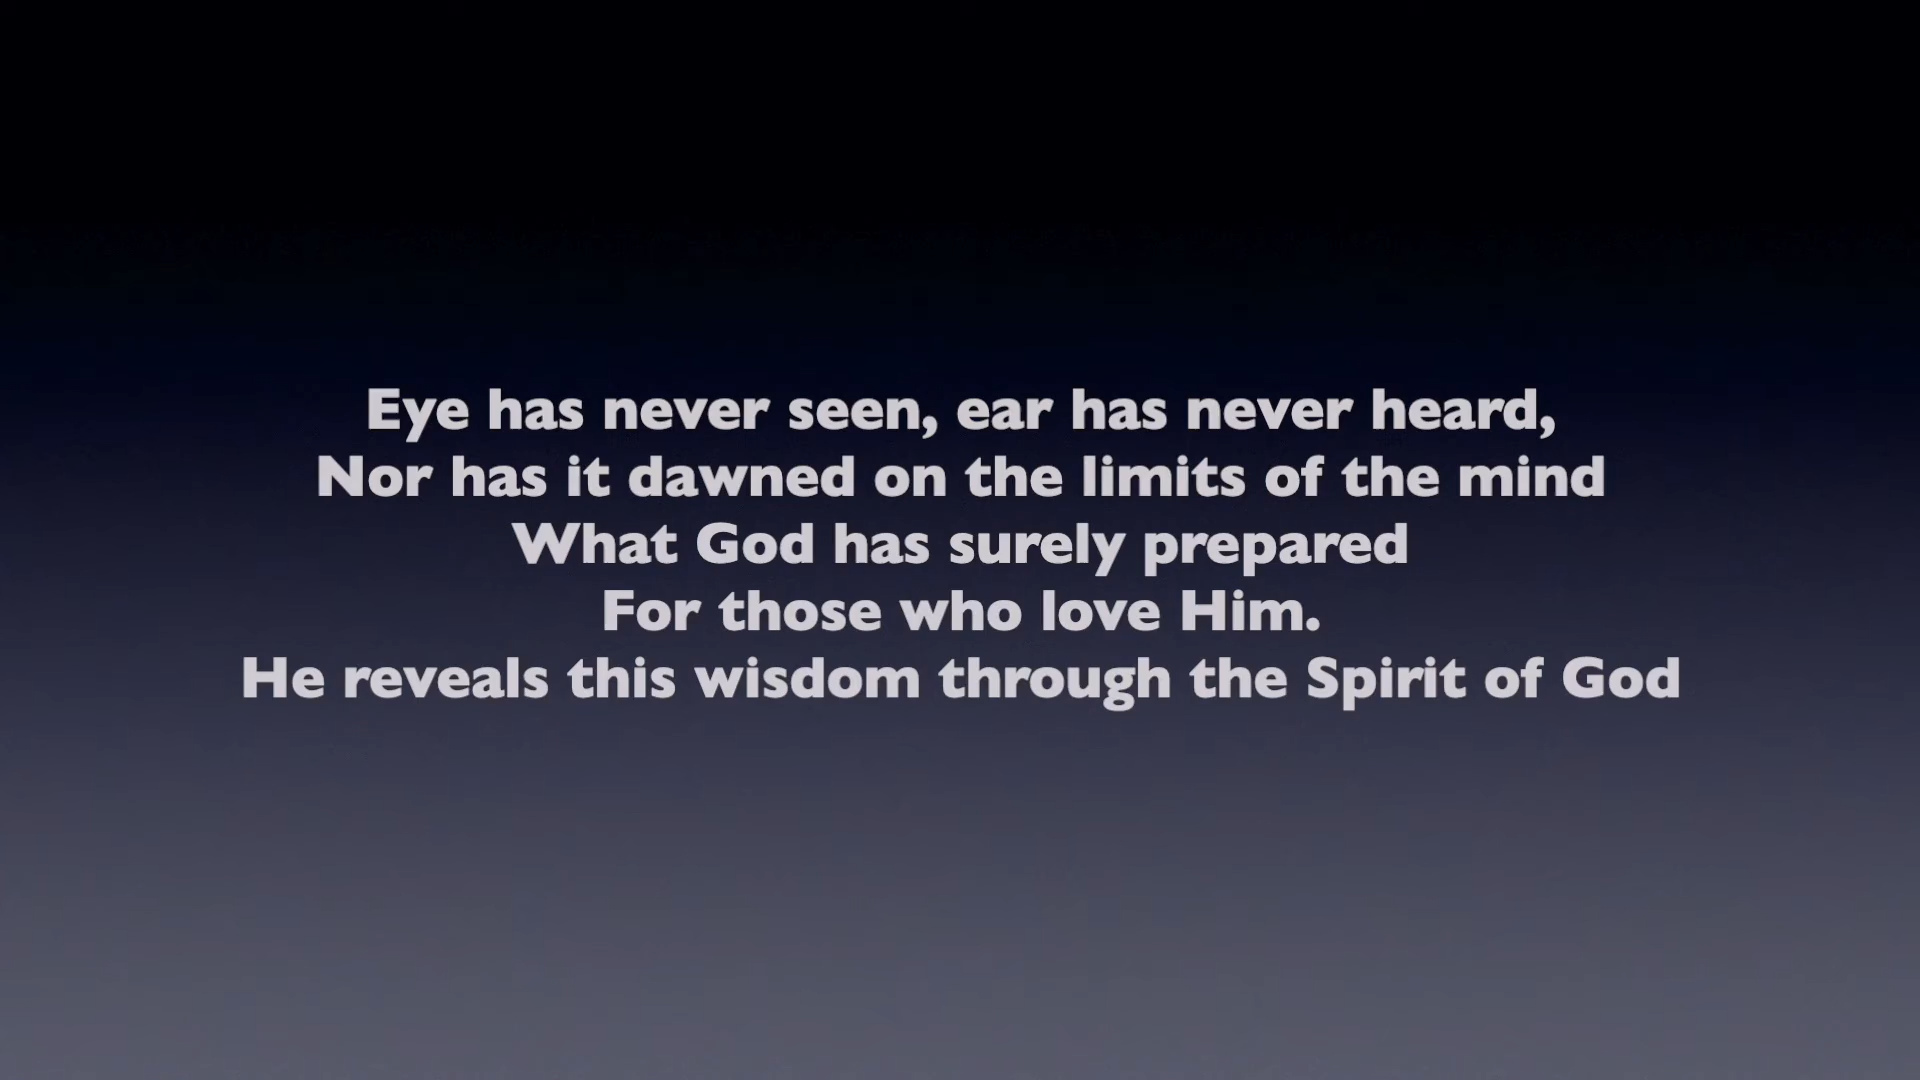 Eye has never seen, ear has never heard,
Nor has it dawned on the limits of the mind
What God has surely prepared
For those who love Him.
He reveals this wisdom through the Spirit of God